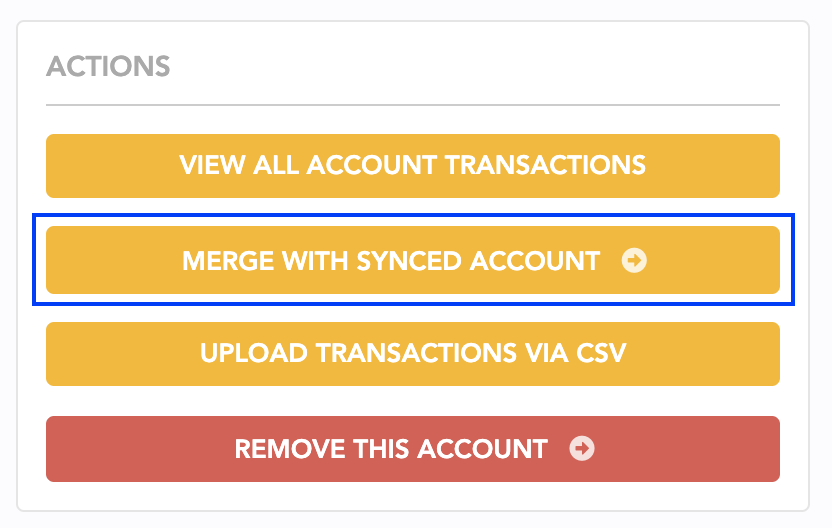 ACTIONS
VIEW ALL ACCOUNT TRANSACTIONS
MERGE WITH SYNCED ACCOUNT
UPLOAD TRANSACTIONS VIA CSV
REMOVE THIS ACCOUNT